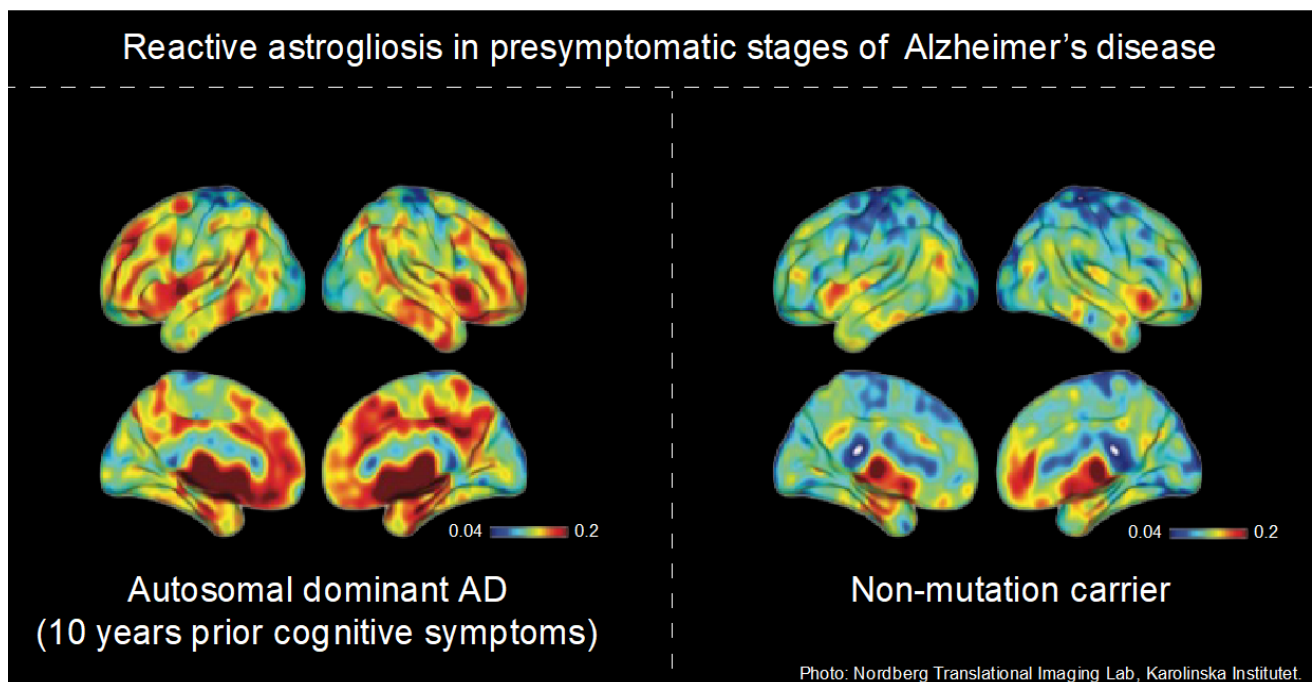 Reactive astrogliosis in presymptomatic stages of Alzheimer's disease
0.04 0.2
Autosomal dominant AD
(10 years prior cognitive symptoms)
0.04 0.2
Non-mutation carrier
Photo: Nordberg Translational Imaging Lab, Karolinska Institutet.